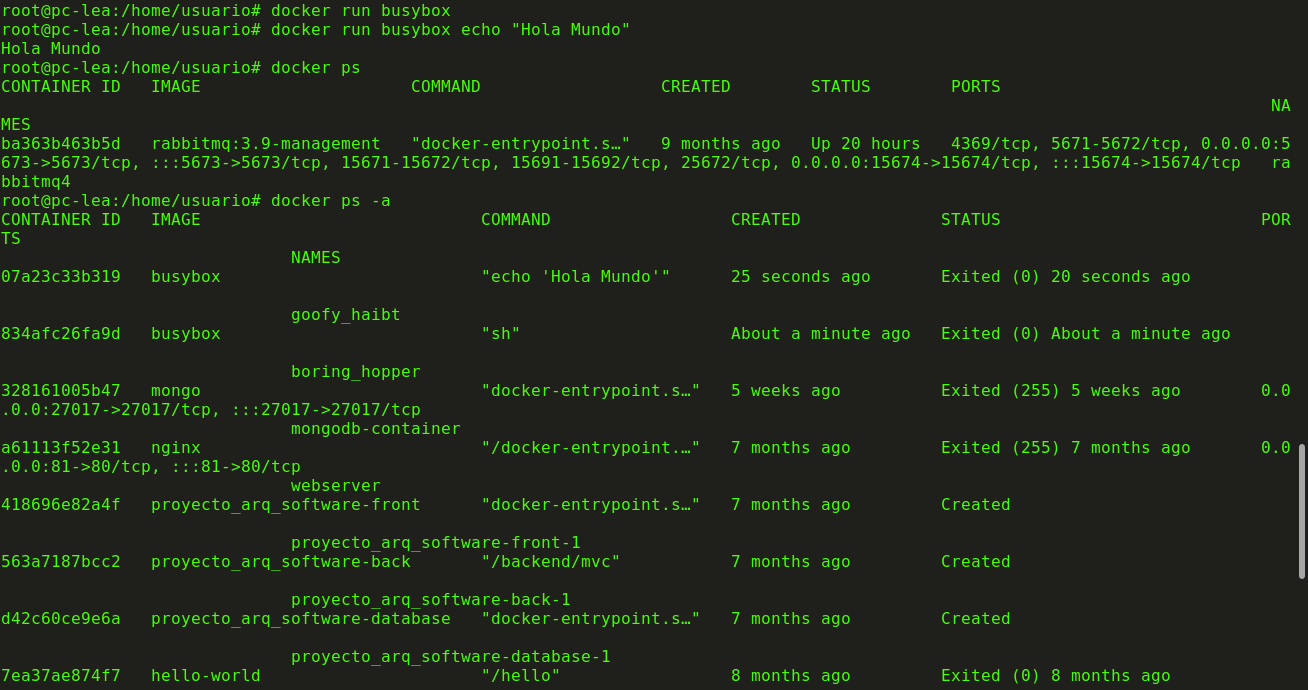 root@pc-lea:/home/usuario# docker run busybox
root@pc-lea:/home/usuario# docker run busybox echo "Hola Mundo"
Hola Mundo
root@pc-lea:/home/usuario# docker ps
CONTAINER ID   IMAGE                     COMMAND                  CREATED        STATUS        PORTS
                                                                                                                               NA
MES
ba363b463b5d   rabbitmq:3.9-management   "docker-entrypoint.s…"   9 months ago   Up 20 hours   4369/tcp, 5671-5672/tcp, 0.0.0.0:5
673->5673/tcp, :::5673->5673/tcp, 15671-15672/tcp, 15691-15692/tcp, 25672/tcp, 0.0.0.0:15674->15674/tcp, :::15674->15674/tcp   ra
bbitmq4
root@pc-lea:/home/usuario# docker ps -a
CONTAINER ID   IMAGE                            COMMAND                  CREATED              STATUS                          POR
TS
                             NAMES
07a23c33b319   busybox                          "echo 'Hola Mundo'"      25 seconds ago       Exited (0) 20 seconds ago
                             goofy_haibt
834afc26fa9d   busybox                          "sh"                     About a minute ago   Exited (0) About a minute ago
                             boring_hopper
328161005b47   mongo                            "docker-entrypoint.s…"   5 weeks ago          Exited (255) 5 weeks ago        0.0
.0.0:27017->27017/tcp, :::27017->27017/tcp
                             mongodb-container
a61113f52e31   nginx                            "/docker-entrypoint.…"   7 months ago         Exited (255) 7 months ago       0.0
.0.0:81->80/tcp, :::81->80/tcp
                             webserver
418696e82a4f   proyecto_arq_software-front      "docker-entrypoint.s…"   7 months ago         Created
                             proyecto_arq_software-front-1
563a7187bcc2   proyecto_arq_software-back       "/backend/mvc"           7 months ago         Created
                             proyecto_arq_software-back-1
d42c60ce9e6a   proyecto_arq_software-database   "docker-entrypoint.s…"   7 months ago         Created
                             proyecto_arq_software-database-1
7ea37ae874f7   hello-world                      "/hello"                 8 months ago         Exited (0) 8 months ago